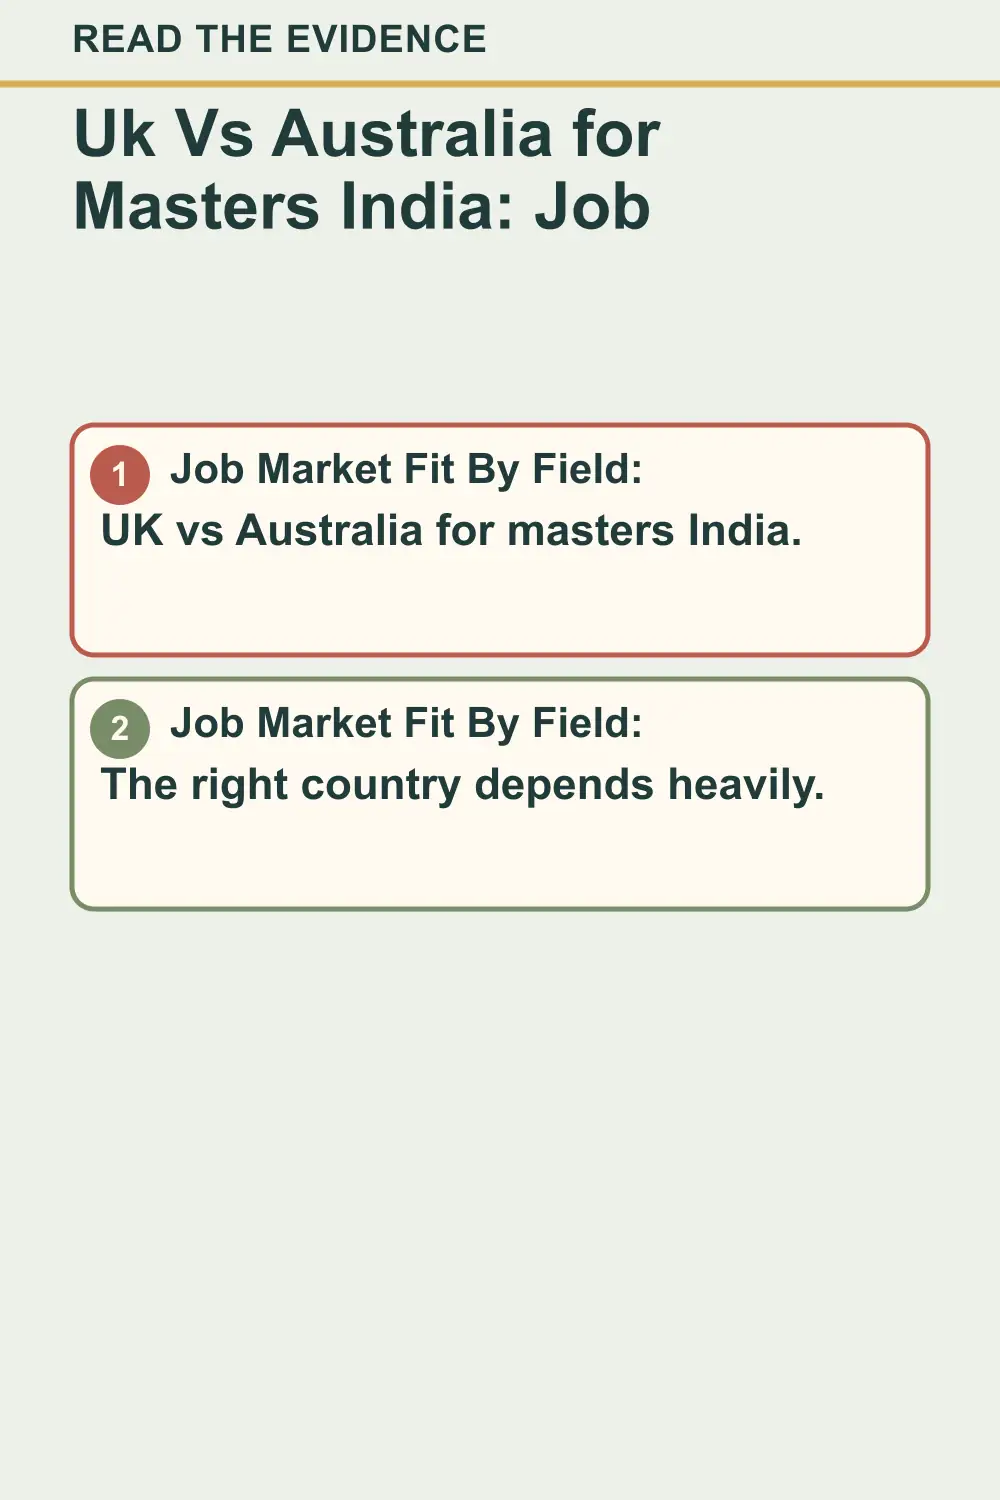 READ THE EVIDENCE
Uk Vs Australia for
Masters India: Job
1 Job Market Fit By Field:
UK vs Australia for masters India.
2 Job Market Fit By Field:
The right country depends heavily.